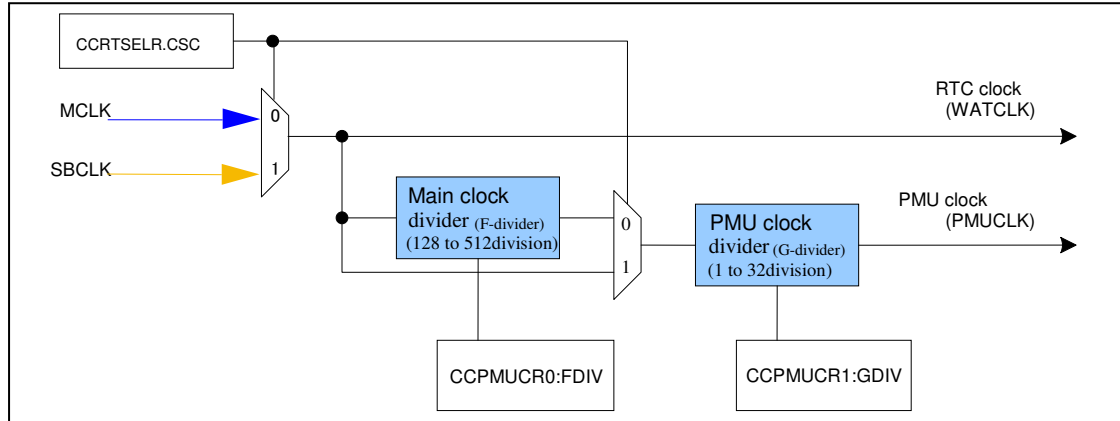 CCRTSELR.CSC
MCLK
0
SBCLK
1
RTC clock
(WATCLK)
Main clock
divider (F-divider)
(128 to 512division)
0
1
PMU clock
divider (G-divider)
(1 to 32division)
PMU clock
(PMUCLK)
CCPMUCR0:FDIV
CCPMUCR1:GDIV